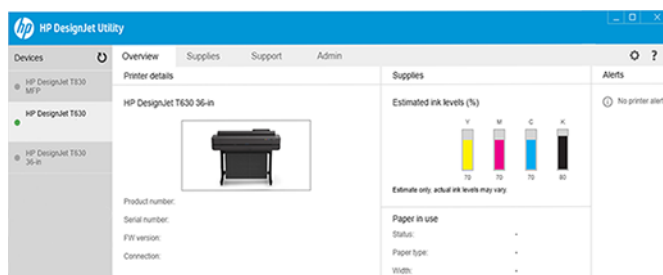 hp HP DesignJet Utility
Devices
HP DesignJet T830
MFP
HP DesignJet T630
HP DesignJet T630
36-in
Overview Supplies Support Admin
?
Printer details
HP DesignJet T630 36-in
Product number:
Serial number:
FW version:
Connection:
Supplies
Estimated ink levels (%)
Y M C K
70 70 70 80
Estimate only, actual ink levels may vary.
Paper in use
Status: -
Paper type: -
Width: -
Alerts
No printer alert